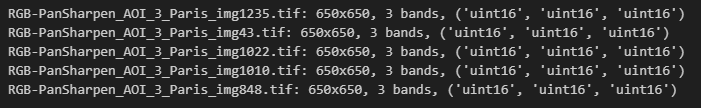 RGB-PanSharpen_AOI_3_Paris_img1235.tif: 650x650, 3 bands, ('uint16', 'uint16', 'uint16')
RGB-PanSharpen_AOI_3_Paris_img43.tif: 650x650, 3 bands, ('uint16', 'uint16', 'uint16')
RGB-PanSharpen_AOI_3_Paris_img1022.tif: 650x650, 3 bands, ('uint16', 'uint16', 'uint16')
RGB-PanSharpen_AOI_3_Paris_img1010.tif: 650x650, 3 bands, ('uint16', 'uint16', 'uint16')
RGB-PanSharpen_AOI_3_Paris_img848.tif: 650x650, 3 bands, ('uint16', 'uint16', 'uint16')